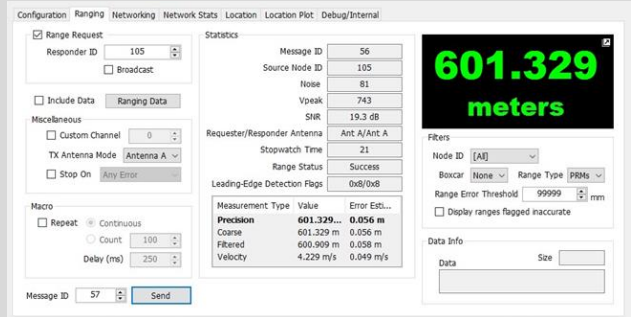 Configuration Ranging Networking Network Stats Location Location Plot Debug/Internal
Range Request
Responder ID 105
Broadcast
Include Data Ranging Data
Miscellaneous
Custom Channel 0
TX Antenna Mode Antenna A
Stop On Any Error
Macro
Repeat Continuous
Count 100
Delay (ms) 250
Message ID 57 Send
Statistics
Message ID 56
Source Node ID 105
Noise 81
Vpeak 743
SNR 19.3 dB
Requester/Responder Antenna Ant A/Ant A
Stopwatch Time 21
Range Status Success
Leading-Edge Detection Flags 0x8/0x8
Measurement Type Value Error Esti...
Precision 601.329... 0.056 m
Coarse 601.329 m 0.056 m
Filtered 600.909 m 0.058 m
Velocity 4.229 m/s 0.049 m/s
601.329
meters
Filters
Node ID [All]
Boxcar None Range Type PRMs
Range Error Threshold 99999 mm
Display ranges flagged inaccurate
Data Info
Data Size